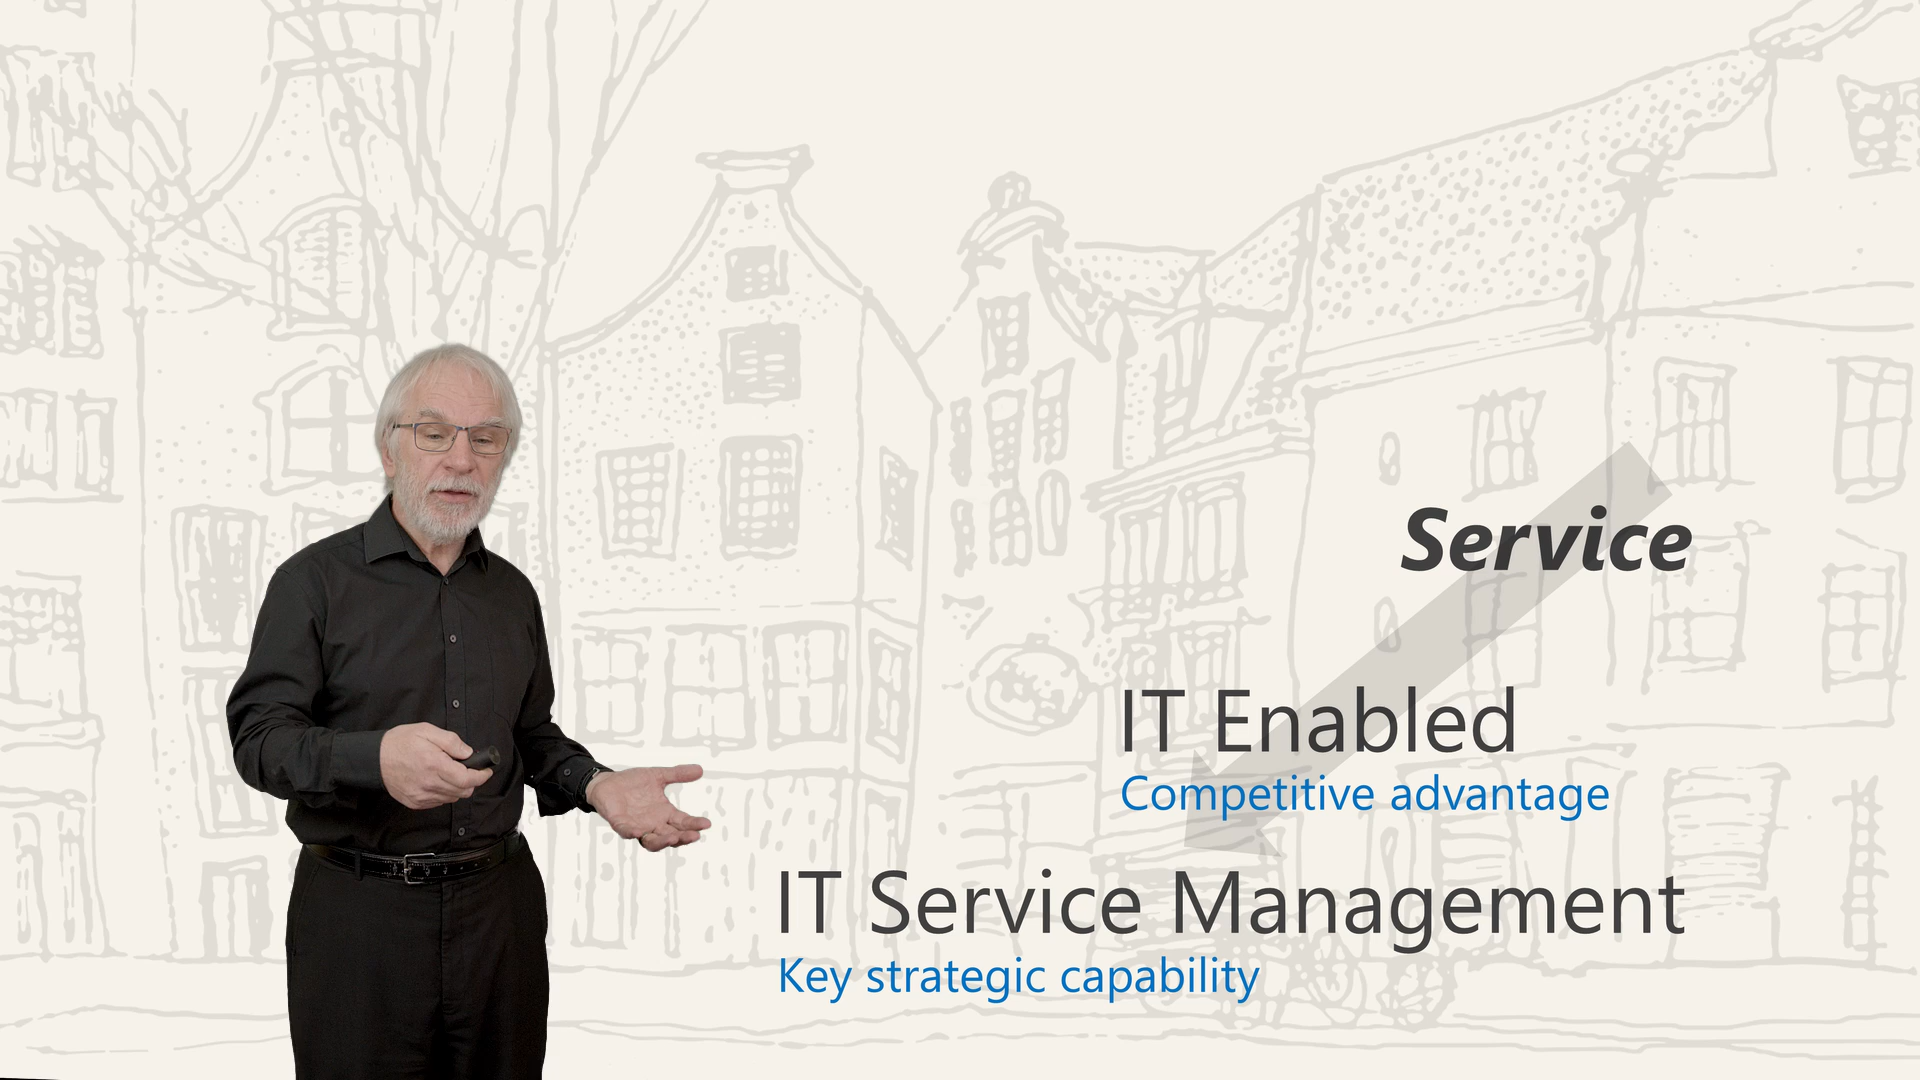 Service
IT Enabled
Competitive advantage
IT Service Management
Key strategic capability